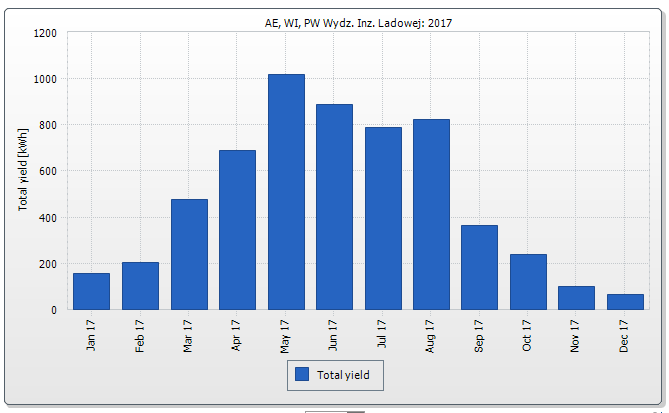 AE, WI, PW Wydz. Inz. Ladowej: 2017
Total yield [kWh]
1200
1000
800
600
400
200
0
Jan 17
Feb 17
Mar 17
Apr 17
May 17
Jun 17
Jul 17
Aug 17
Sep 17
Oct 17
Nov 17
Dec 17
Total yield